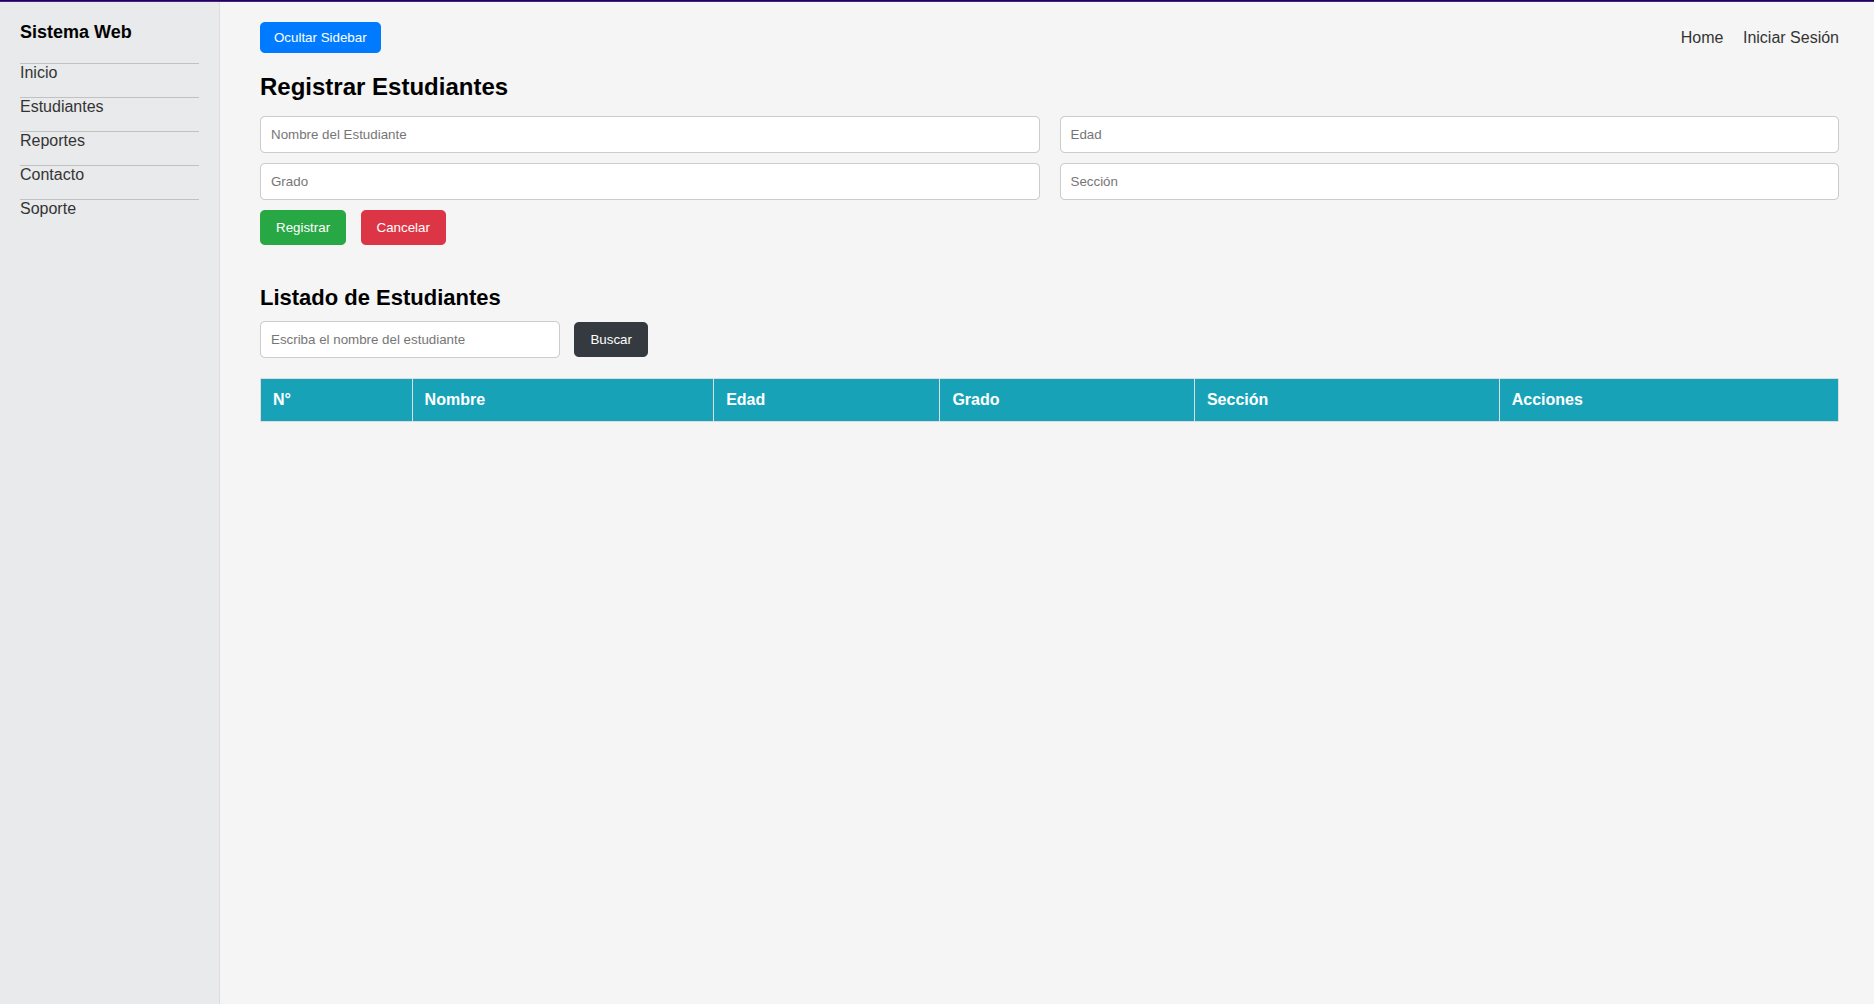 Sistema Web
Inicio
Estudiantes
Reportes
Contacto
Soporte
Ocultar Sidebar
Home Iniciar Sesión
Registrar Estudiantes
Nombre del Estudiante Edad
Grado Sección
Registrar Cancelar
Listado de Estudiantes
Escriba el nombre del estudiante Buscar
N° Nombre Edad Grado Sección Acciones